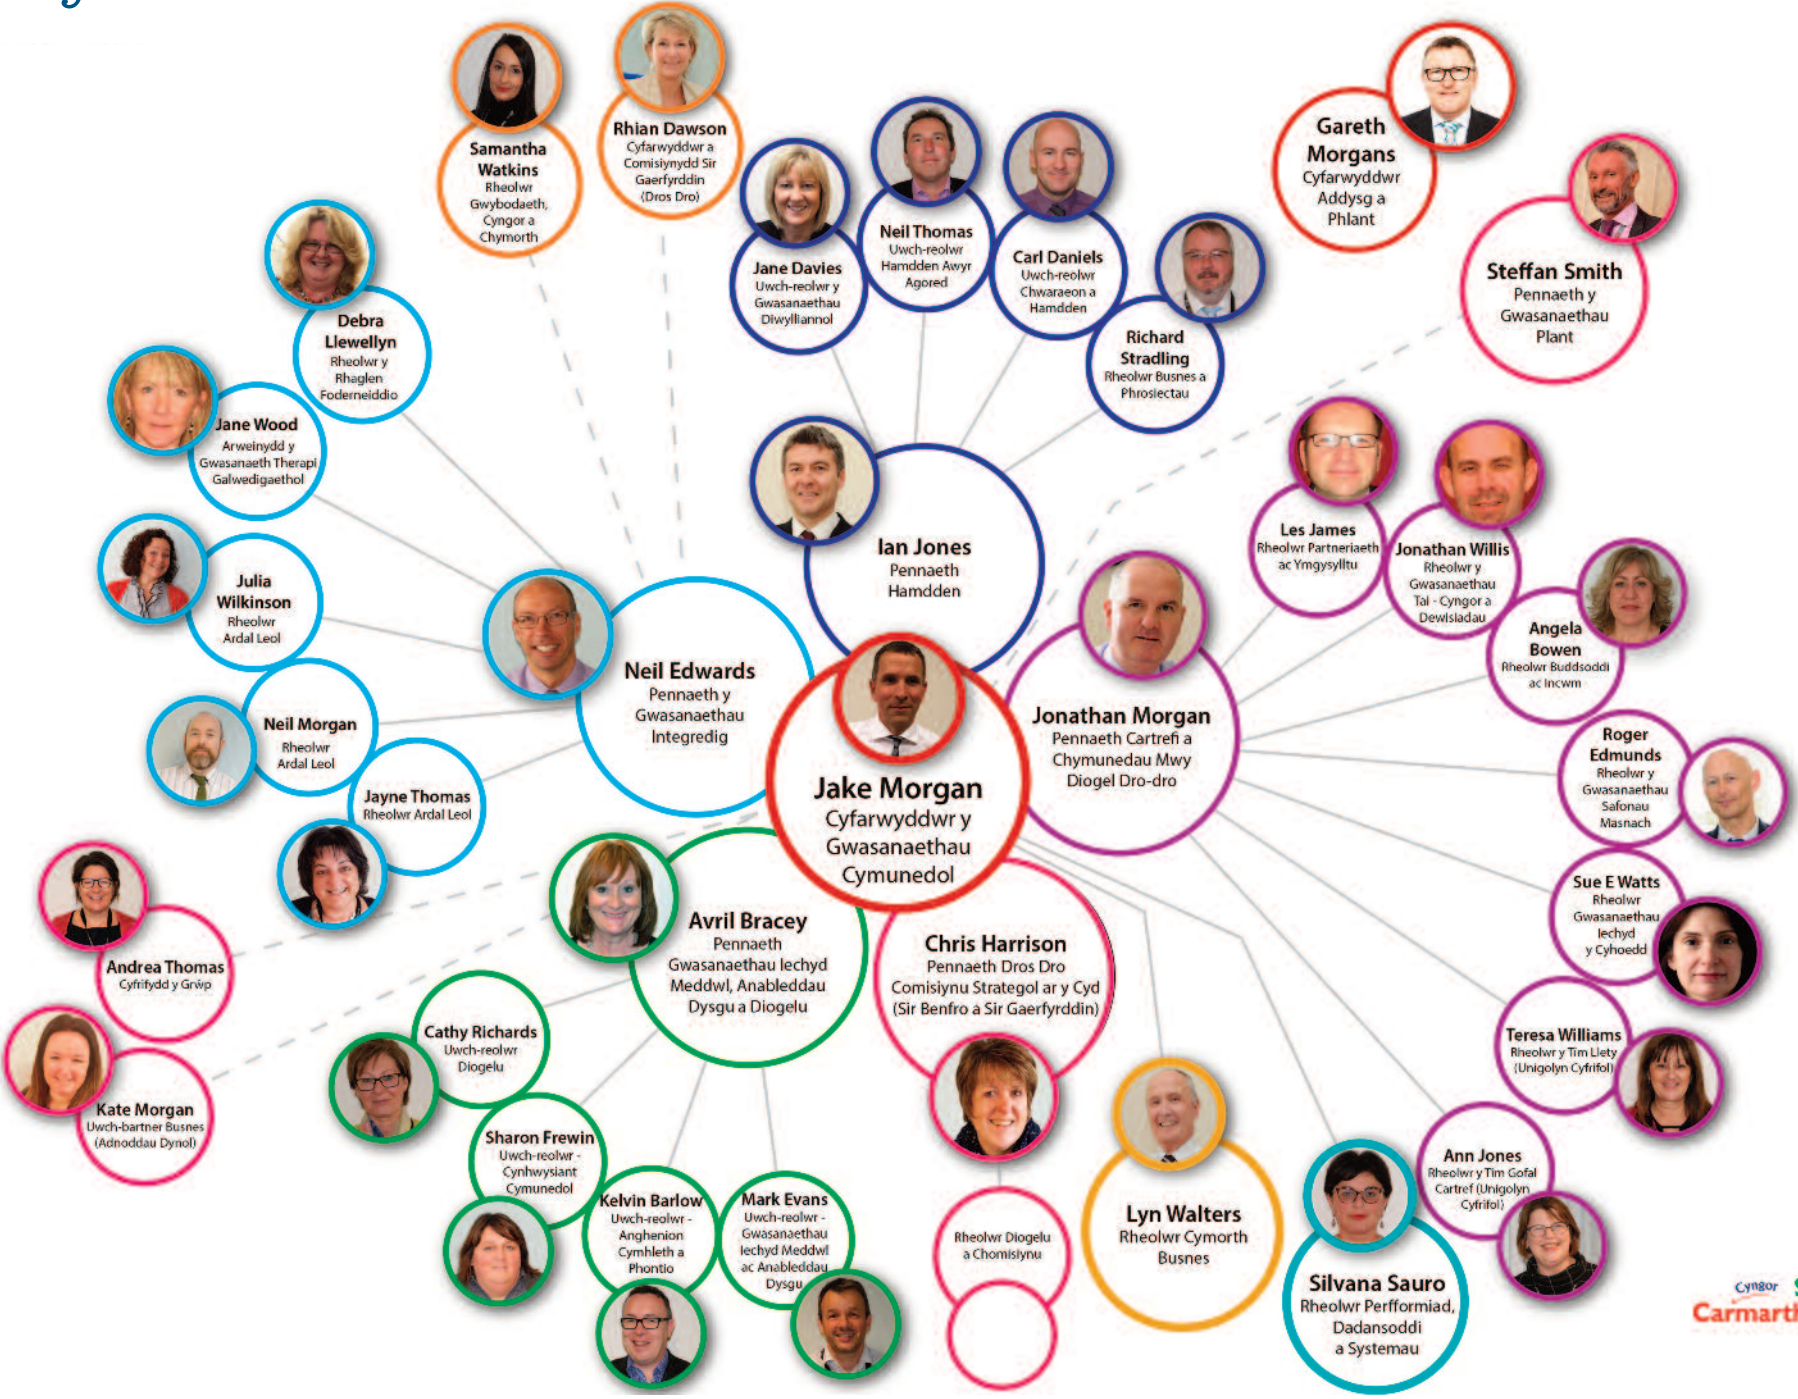 Samantha
Watkins
Rheolwr
Gwybodaeth,
Cyngor a
Chymorth
Rhian Dawson
Cyfarwyddwr a
Comisiynydd Sir
Gaerfyrddin
(Dros Dro)
Jane Davies
Uwch-reolwr y
Gwasanaethau
Diwylliannol
Neil Thomas
Uwch-reolwr
Hamdden Awyr
Agored
Carl Daniels
Uwch-reolwr
Chwaraeon a
Hamdden
Richard
Stradling
Rheolwr Busnes a
Phrosiectau
Gareth
Morgans
Cyfarwyddwr
Addysg a
Phlant
Steffan Smith
Pennaeth y
Gwasanaethau
Plant
Debra
Llewellyn
Rheolwr y
Rhaglen
Foderneiddio
Jane Wood
Arweinydd y
Gwasanaeth Therapi
Galwedigaethol
Julia
Wilkinson
Rheolwr
Ardal Leol
Neil Morgan
Rheolwr
Ardal Leol
Jayne Thomas
Rheolwr Ardal Leol
Neil Edwards
Pennaeth y
Gwasanaethau
Integredig
Ian Jones
Pennaeth
Hamdden
Jake Morgan
Cyfarwyddwr y
Gwasanaethau
Cymunedol
Jonathan Morgan
Pennaeth Cartrefi a
Chymunedau Mwy
Diogel Dro-dro
Les James
Rheolwr Partneriaeth
ac Ymgysylltu
Jonathan Willis
Rheolwr y
Gwasanaethau
Tai - Cyngor a
Dewisiadau
Angela
Bowen
Rheolwr Buddsoddi
ac Incwm
Roger
Edmunds
Rheolwr y
Gwasanaethau
Safonau
Masnach
Sue E Watts
Rheolwr
Gwasanaethau
Iechyd
y Cyhoedd
Teresa Williams
Rheolwr y Tim Llety
(Unigolyn Cyfrifol)
Ann Jones
Rheolwr y Tim Gofal
Cartref (Unigolyn
Cyfrifol)
Andrea Thomas
Cyfrifydd y Grŵp
Kate Morgan
Uwch-bartner Busnes
(Adnoddau Dynol)
Avril Bracey
Pennaeth
Gwasanaethau Iechyd
Meddwl, Anableddau
Dysgu a Diogelu
Chris Harrison
Pennaeth Dros Dro
Comisiynu Strategol ar y Cyd
(Sir Benfro a Sir Gaerfyrddin)
Cathy Richards
Uwch-reolwr
Diogelu
Sharon Frewin
Uwch-reolwr -
Cynhwysiant
Cymunedol
Kelvin Barlow
Uwch-reolwr -
Anghenion
Cymhleth a
Phontio
Mark Evans
Uwch-reolwr -
Gwasanaethau
Iechyd Meddwl
ac Anableddau
Dysgu
Rheolwr Diogelu
a Chomisiynu
Lyn Walters
Rheolwr Cymorth
Busnes
Silvana Sauro
Rheolwr Perfformiad,
Dadansoddi
a Systemau
Cyngor
Carmarth